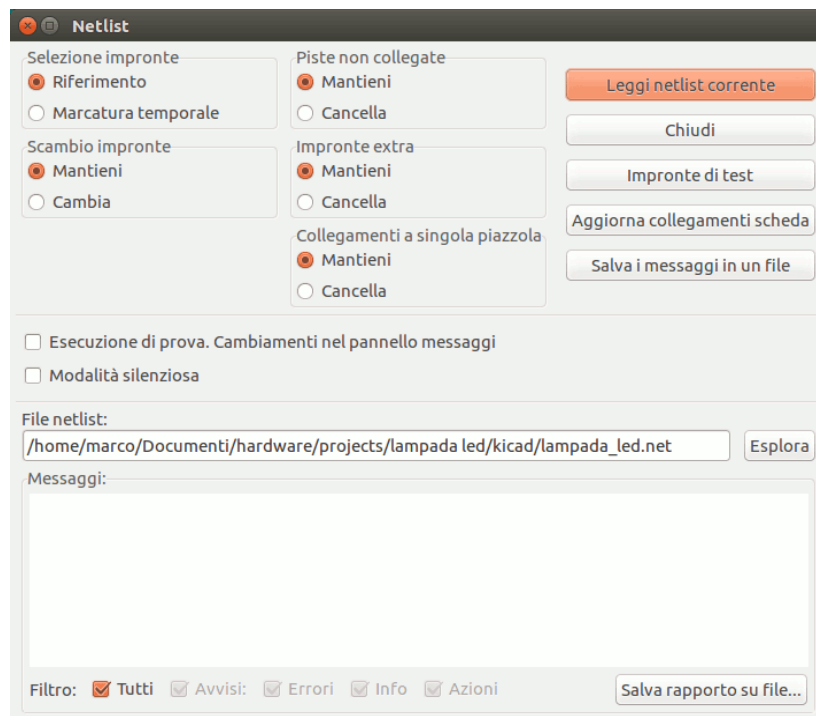 Netlist
Selezione impronte
Riferimento
Marcatura temporale
Scambio impronte
Mantieni
Cambia
Piste non collegate
Mantieni
Cancella
Impronte extra
Mantieni
Cancella
Collegamenti a singola piazzola
Mantieni
Cancella
Leggi netlist corrente
Chiudi
Impronte di test
Aggiorna collegamenti scheda
Salva i messaggi in un file
Esecuzione di prova. Cambiamenti nel pannello messaggi
Modalità silenziosa
File netlist:
/home/marco/Documenti/hardware/projects/lampada led/kicad/lampada_led.net Esplora
Messaggi:
Filtro: Tutti Avvisi: Errori Info Azioni Salva rapporto su file...